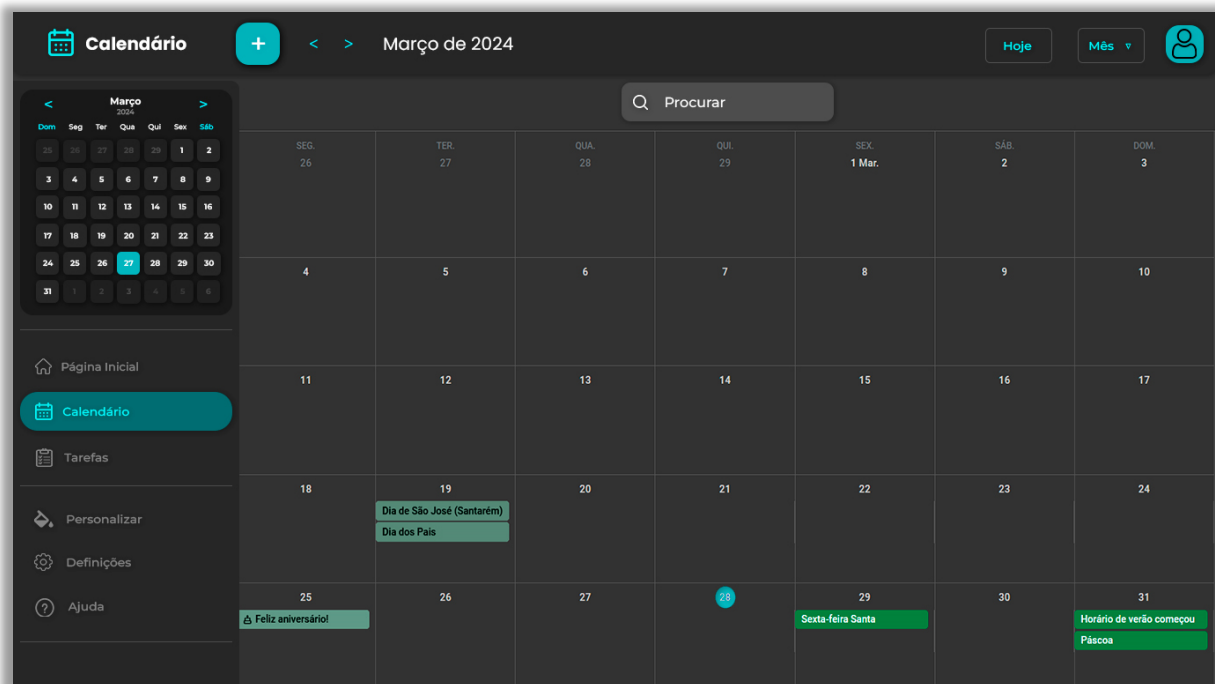 Calendário
+
< >
Março de 2024
Hoje
Mês
< Março >
2024
Dom Seg Ter Qua Qui Sex Sáb
25 26 27 28 29 1 2
3 4 5 6 7 8 9
10 11 12 13 14 15 16
17 18 19 20 21 22 23
24 25 26 27 28 29 30
31 1 2 3 4 5 6
Página Inicial
Calendário
Tarefas
Personalizar
Definições
? Ajuda
Procurar
SEG. TER. QUA. QUI. SEX. SÁB. DOM.
26 27 28 29 1 Mar. 2 3
4 5 6 7 8 9 10
11 12 13 14 15 16 17
18 19 20 21 22 23 24
Dia de São José (Santarém)
Dia dos Pais
25 26 27 28 29 30 31
Feliz aniversário! Sexta-feira Santa Horário de verão começou
Páscoa